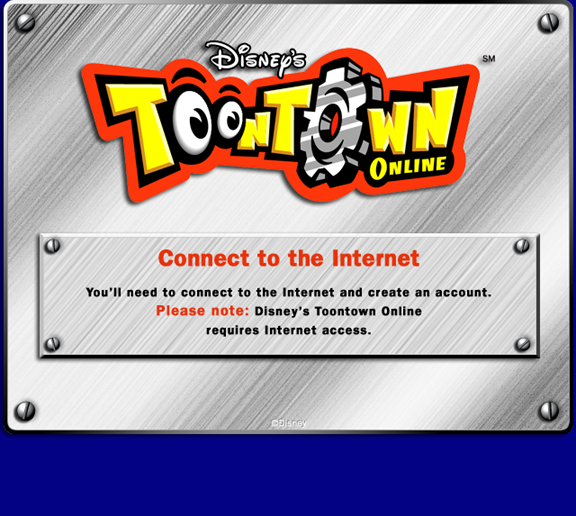 Disney's
TOONTOWN
ONLINE
SM
Connect to the Internet
You'll need to connect to the Internet and create an account.
Please note: Disney's Toontown Online
requires Internet access.
©Disney